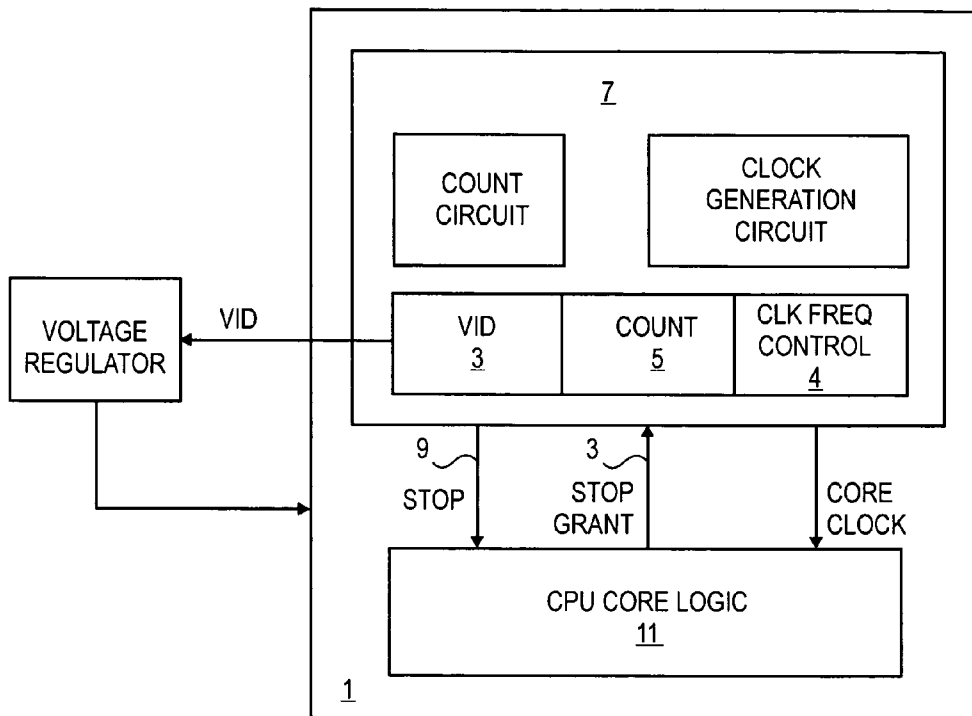 7
COUNT
CIRCUIT
CLOCK
GENERATION
CIRCUIT
VOLTAGE
REGULATOR
VID
VID
3
COUNT
5
CLK FREQ
CONTROL
4
9
STOP
3
STOP
GRANT
CORE
CLOCK
CPU CORE LOGIC
11
1